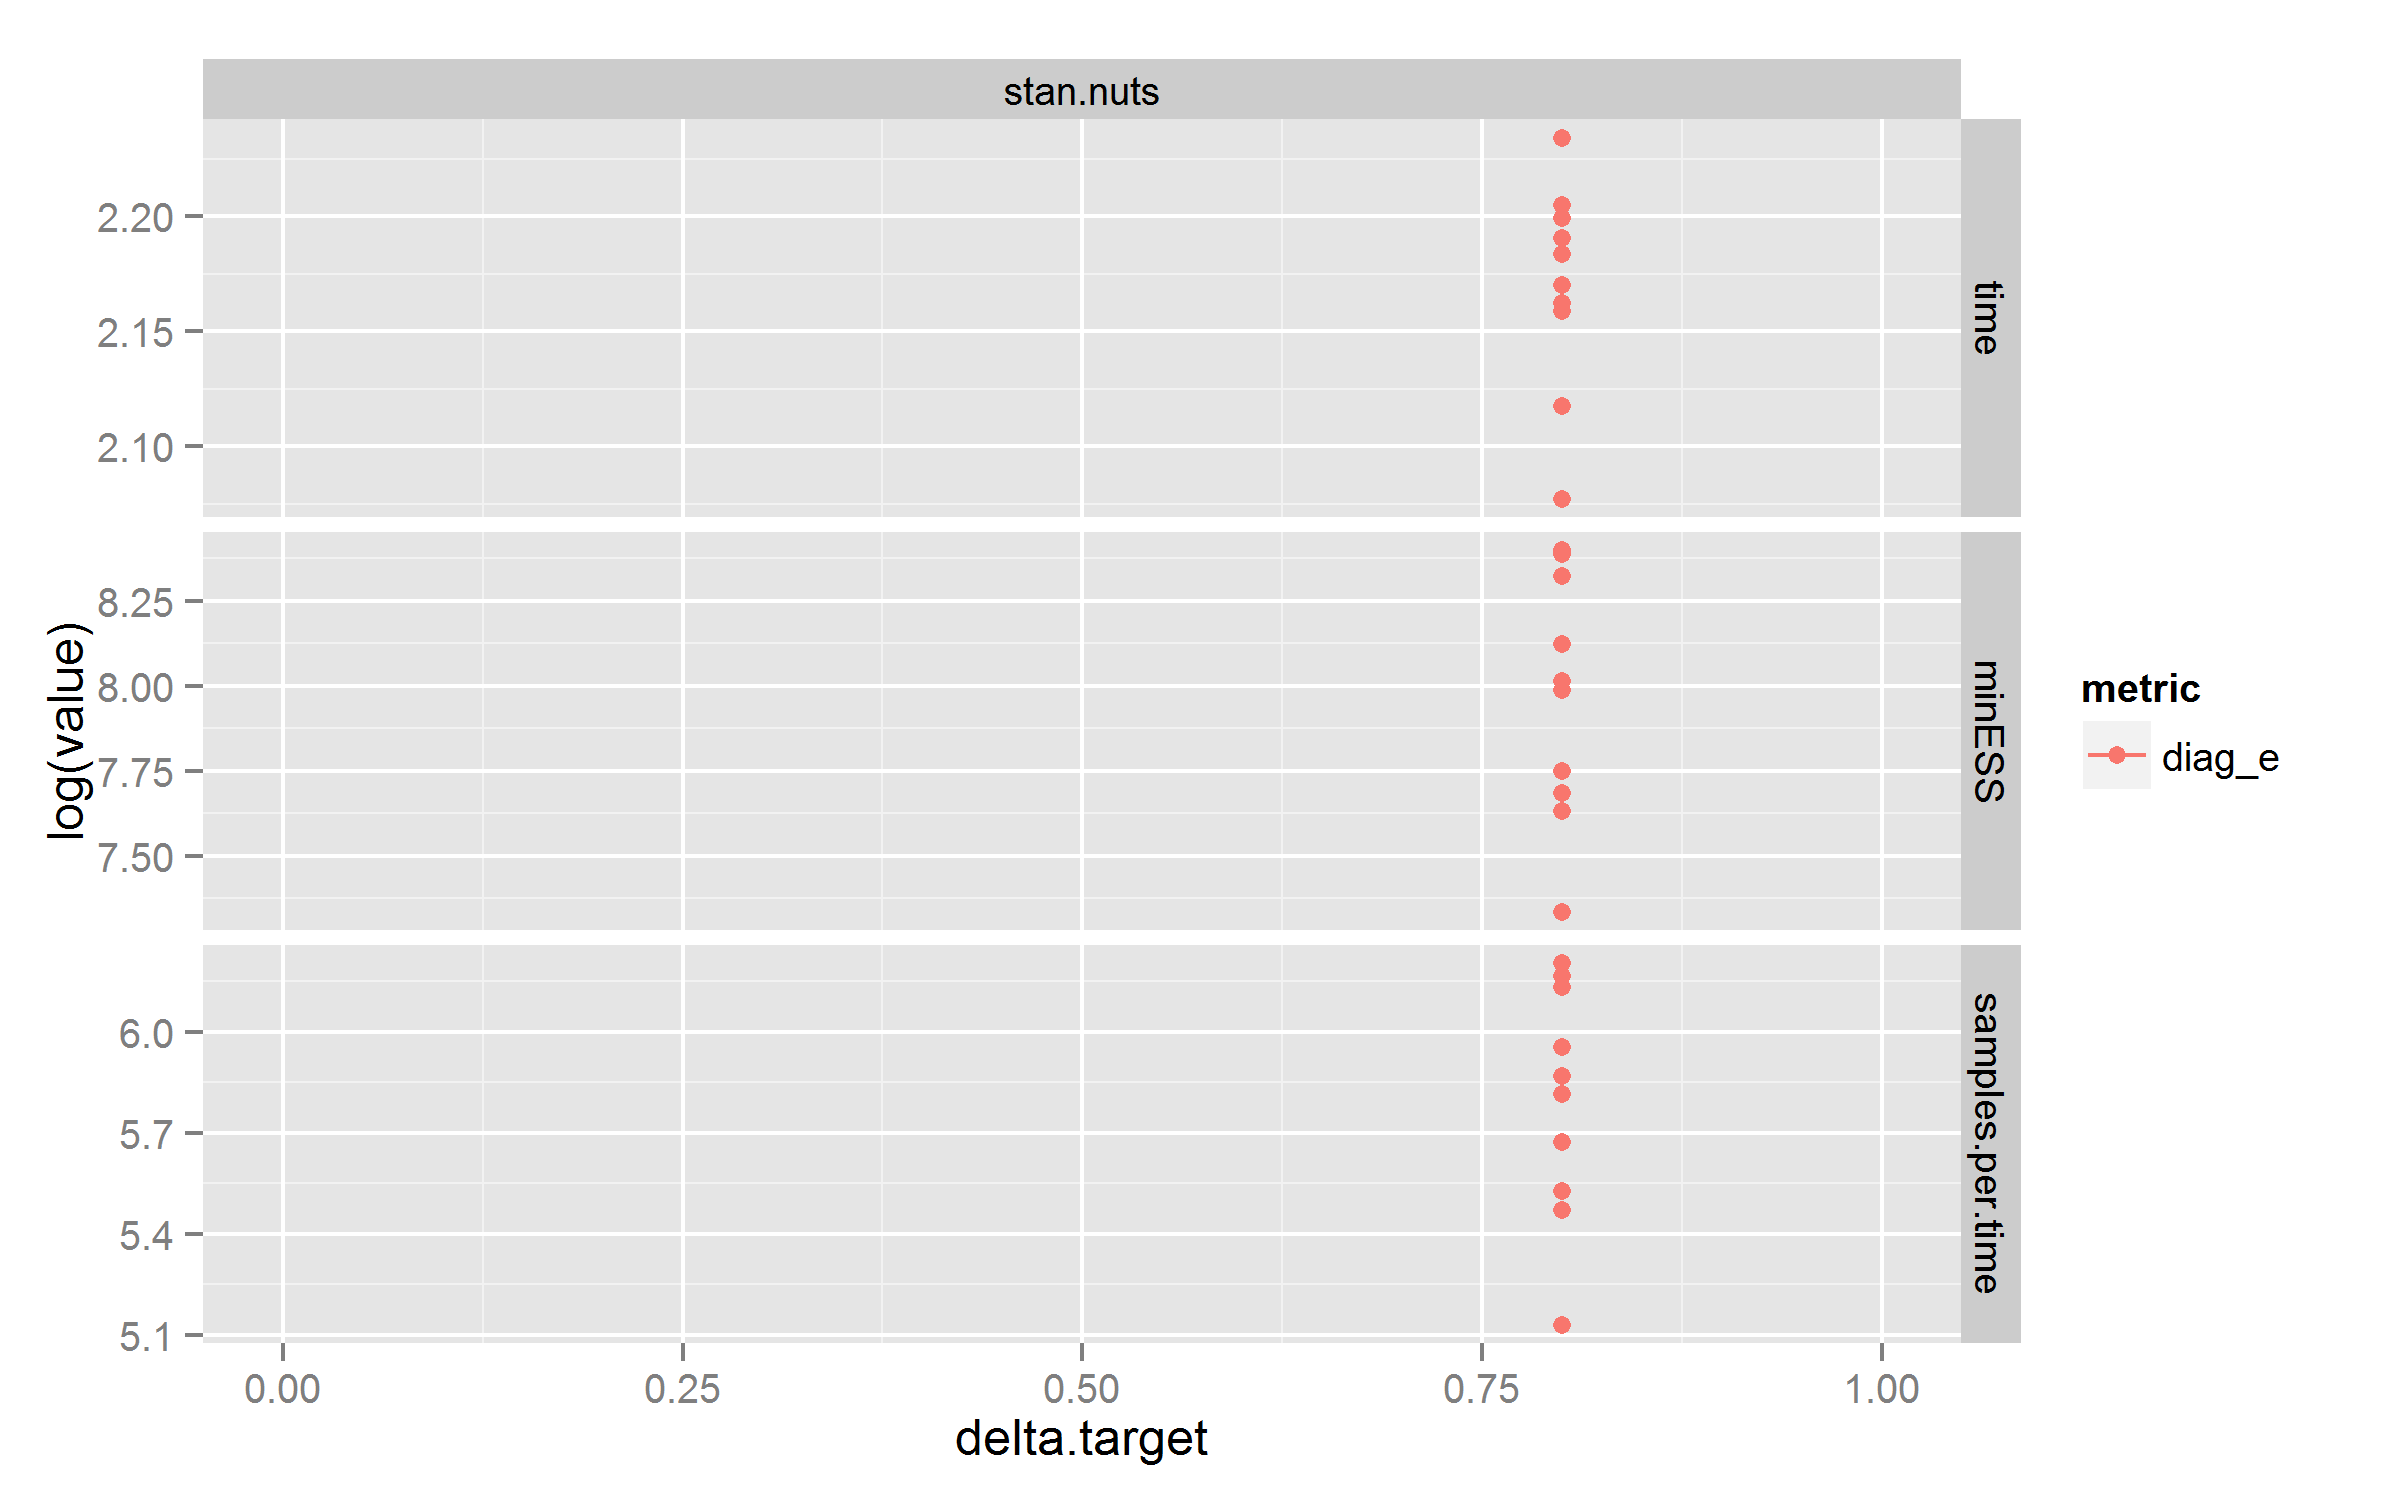 stan.nuts
2.20
2.15
2.10
time
8.25
8.00
7.75
7.50
minESS
6.0
5.7
5.4
5.1
samples.per.time
log(value)
0.00 0.25 0.50 0.75 1.00
delta.target
metric
diag_e